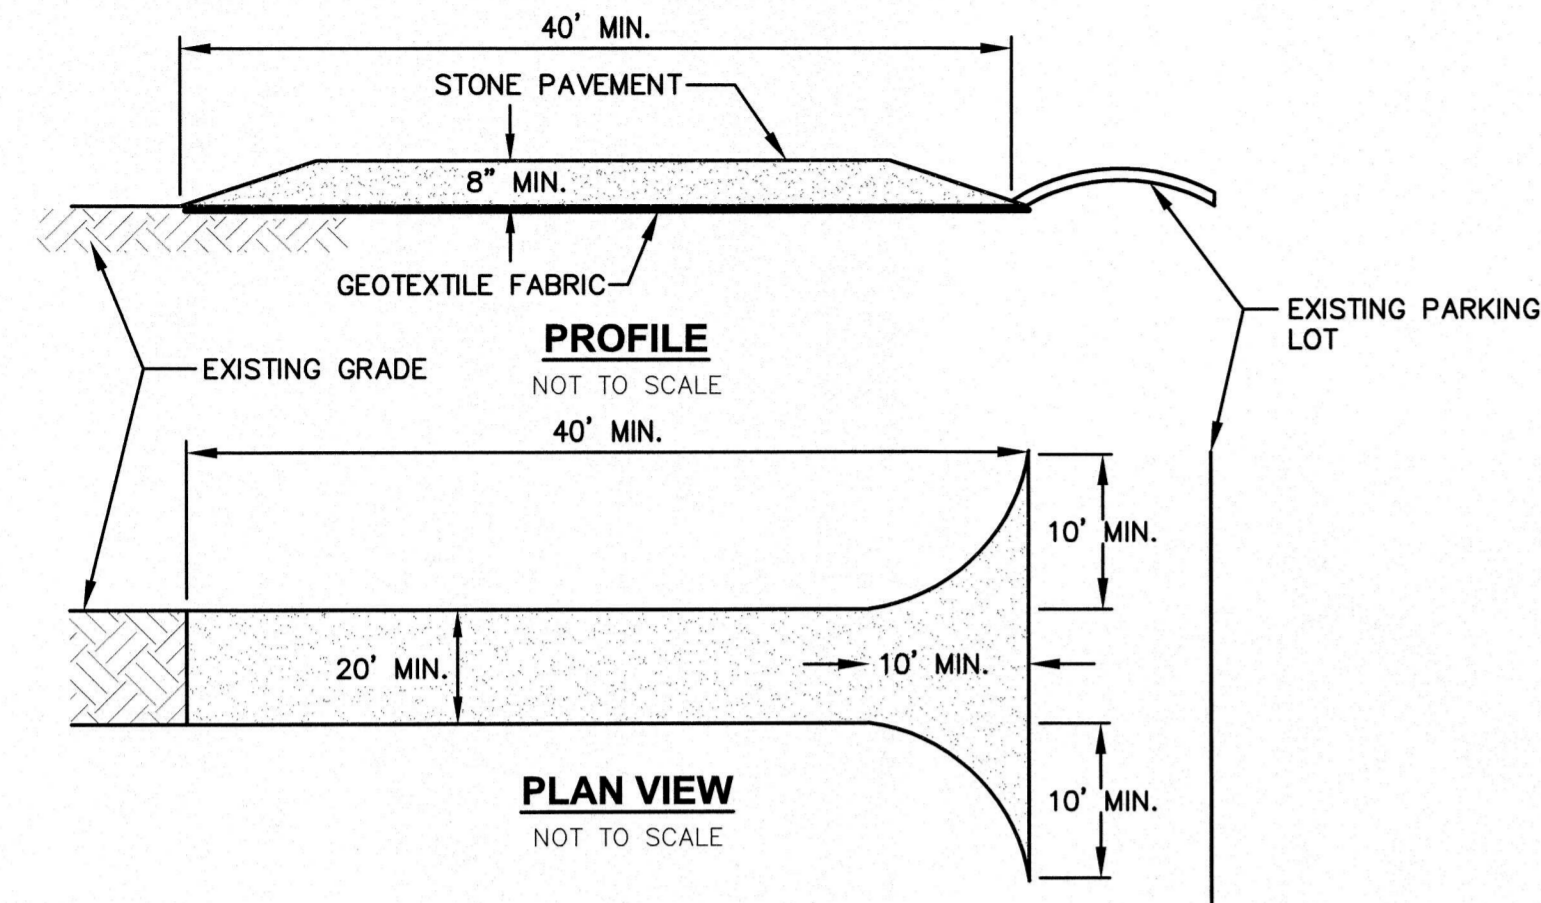 40' MIN.
STONE PAVEMENT
8" MIN.
GEOTEXTILE FABRIC
EXISTING PARKING
LOT
PROFILE
EXISTING GRADE
NOT TO SCALE
40' MIN.
10' MIN.
20' MIN.
10' MIN.
PLAN VIEW
10' MIN.
NOT TO SCALE